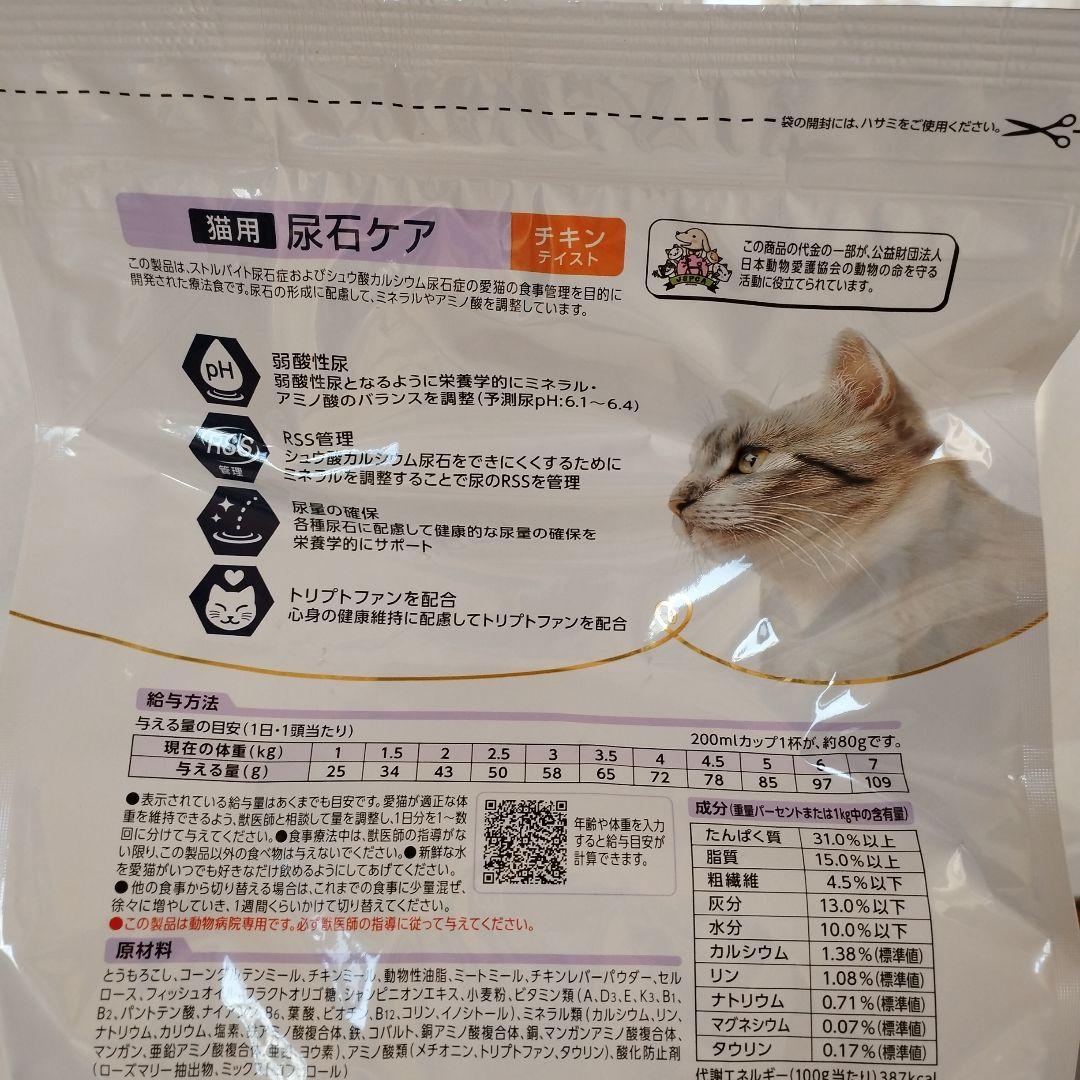 袋の開封には、ハサミをご使用ください。
猫用 尿石ケア チキンテイスト
この製品は、ストルバイト尿石症およびシュウ酸カルシウム尿石症の愛猫の食事管理を目的に
開発された療法食です。尿石の形成に配慮して、ミネラルやアミノ酸を調整しています。
この商品の代金の一部が、公益財団法人
日本動物愛護協会の動物の命を守る
活動に役立てられています。
pH
弱酸性尿
弱酸性尿となるように栄養学的にミネラル・
アミノ酸のバランスを調整(予測尿pH:6.1〜6.4)
RSS
管理
RSS管理
シュウ酸カルシウム尿石をできにくくするために
ミネラルを調整することで尿のRSSを管理
尿量の確保
各種尿石に配慮して健康的な尿量の確保を
栄養学的にサポート
トリプトファンを配合
心身の健康維持に配慮してトリプトファンを配合
給与方法
与える量の目安(1日・1頭当たり)
200mlカップ1杯が、約80gです。
現在の体重(kg) 1 1.5 2 2.5 3 3.5 4 4.5 5 6 7
与える量(g) 25 34 43 50 58 65 72 78 85 97 109
●表示されている給与量はあくまでも目安です。愛猫が適正な体
重を維持できるよう、獣医師と相談して量を調整し、1日分を1〜数
回に分けて与えてください。●食事療法中は、獣医師の指導がな
い限り、この製品以外の食べ物は与えないでください。●新鮮な水
を愛猫がいつでも好きなだけ飲めるようにしてあげてください。
●他の食事から切り替える場合は、これまでの食事に少量混ぜ、
徐々に増やしていき、1週間くらいかけて切り替えてください。
●この製品は動物病院専用です。必ず獣医師の指導に従って与えてください。
年齢や体重を入力
すると給与目安が
計算できます。
原材料
とうもろこし、コーングルテンミール、チキンミール、動物性油脂、ミートミール、チキンレバーパウダー、セル
ロース、フィッシュオイル、フラクトオリゴ糖、シャンピニオンエキス、小麦粉、ビタミン類(A、D3、E、K3、B1、
B2、パントテン酸、ナイアシン、B6、葉酸、ビオチン、B12、コリン、イノシトール)、ミネラル類(カルシウム、リン、
ナトリウム、カリウム、塩素、鉄アミノ酸複合体、鉄、コバルト、銅アミノ酸複合体、銅、マンガンアミノ酸複合体、
マンガン、亜鉛アミノ酸複合体、亜鉛、ヨウ素)、アミノ酸類(メチオニン、トリプトファン、タウリン)、酸化防止剤
(ローズマリー抽出物、ミックストコフェロール)
成分(重量パーセントまたは1kg中の含有量)
たんぱく質 31.0%以上
脂質 15.0%以上
粗繊維 4.5%以下
灰分 13.0%以下
水分 10.0%以下
カルシウム 1.38%(標準値)
リン 1.08%(標準値)
ナトリウム 0.71%(標準値)
マグネシウム 0.07%(標準値)
タウリン 0.17%(標準値)
代謝エネルギー(100g当たり)387kcal